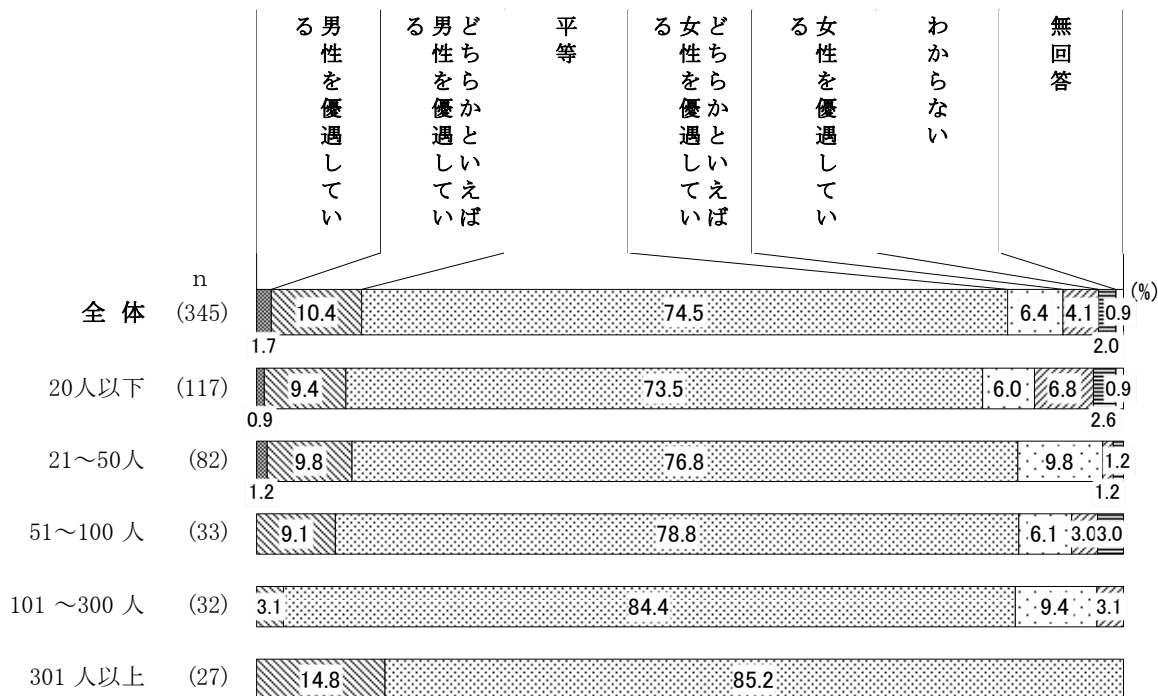 男性を優遇している
どちらかといえば男性を優遇している
平等
どちらかといえば女性を優遇している
女性を優遇している
わからない
無回答
n
(%)
全 体 (345) 10.4 74.5 6.4 4.1 0.9
1.7 2.0
20人以下 (117) 9.4 73.5 6.0 6.8 0.9
0.9 2.6
21～50人 (82) 9.8 76.8 9.8 1.2
1.2 1.2
51～100 人 (33) 9.1 78.8 6.1 3.0 3.0
101 ～300 人 (32) 3.1 84.4 9.4 3.1
301 人以上 (27) 14.8 85.2